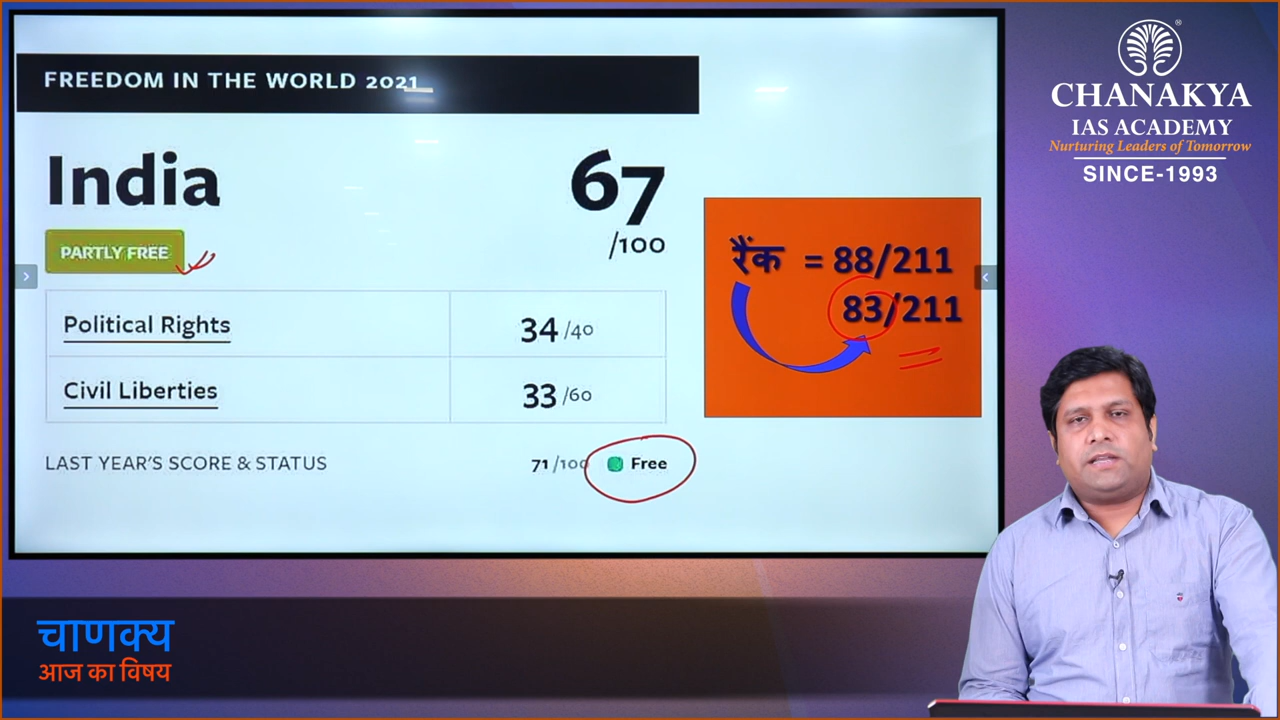 FREEDOM IN THE WORLD 2021
India
67
/100
PARTLY FREE
Political Rights
34 /40
Civil Liberties
33 /60
LAST YEAR'S SCORE & STATUS
71 /100 Free
रैंक = 88/211
83/211
CHANAKYA
IAS ACADEMY
Nurturing Leaders of Tomorrow
SINCE-1993
चाणक्य
आज का विषय